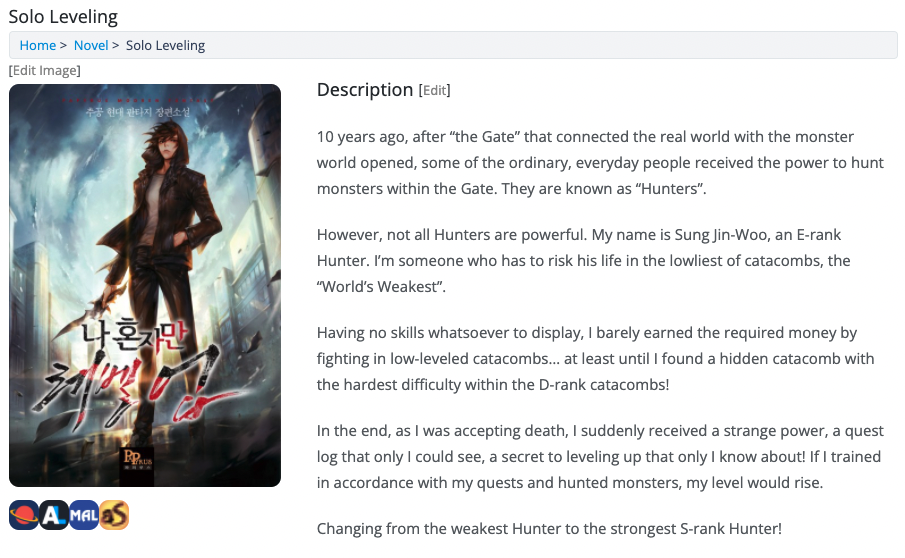 Solo Leveling
Home > Novel > Solo Leveling
[Edit Image]
추공 현대 판타지 장편소설
나 혼자만
레벨업
PAPYRUS
파피루스
AL
MAL
aS
Description [Edit]
10 years ago, after “the Gate” that connected the real world with the monster
world opened, some of the ordinary, everyday people received the power to hunt
monsters within the Gate. They are known as “Hunters”.
However, not all Hunters are powerful. My name is Sung Jin-Woo, an E-rank
Hunter. I’m someone who has to risk his life in the lowliest of catacombs, the
“World’s Weakest”.
Having no skills whatsoever to display, I barely earned the required money by
fighting in low-leveled catacombs… at least until I found a hidden catacomb with
the hardest difficulty within the D-rank catacombs!
In the end, as I was accepting death, I suddenly received a strange power, a quest
log that only I could see, a secret to leveling up that only I know about! If I trained
in accordance with my quests and hunted monsters, my level would rise.
Changing from the weakest Hunter to the strongest S-rank Hunter!